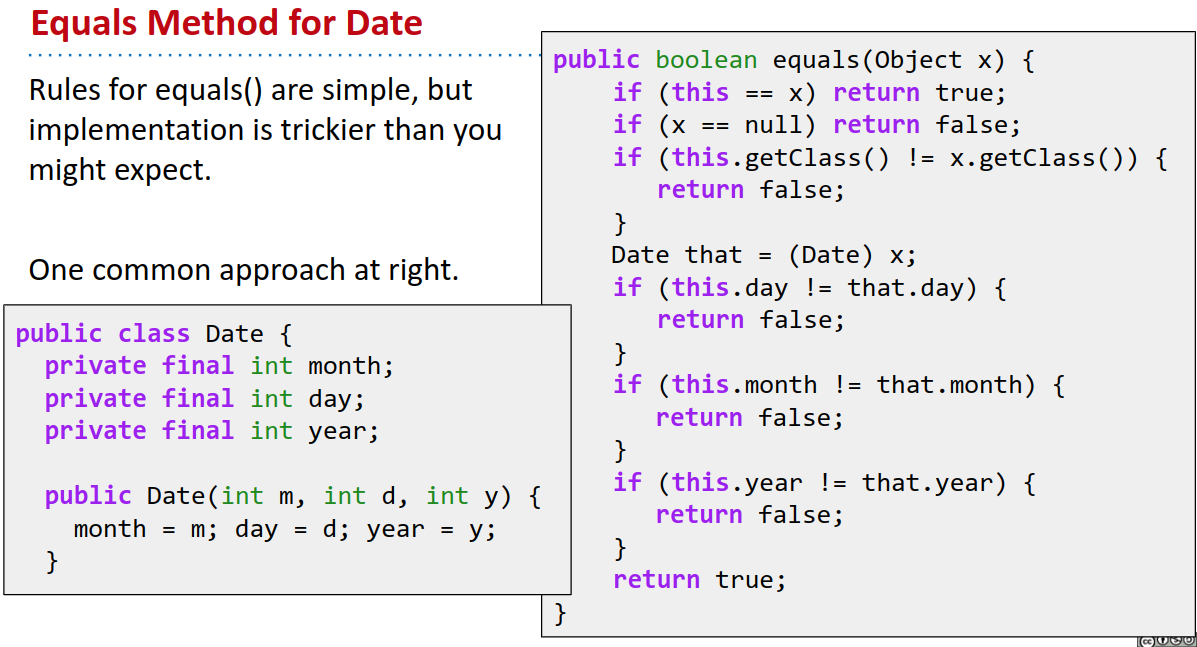 Equals Method for Date
Rules for equals() are simple, but
implementation is trickier than you
might expect.
One common approach at right.
public class Date {
  private final int month;
  private final int day;
  private final int year;

  public Date(int m, int d, int y) {
    month = m; day = d; year = y;
  }
public boolean equals(Object x) {
    if (this == x) return true;
    if (x == null) return false;
    if (this.getClass() != x.getClass()) {
       return false;
    }
    Date that = (Date) x;
    if (this.day != that.day) {
       return false;
    }
    if (this.month != that.month) {
       return false;
    }
    if (this.year != that.year) {
       return false;
    }
    return true;
}
cc